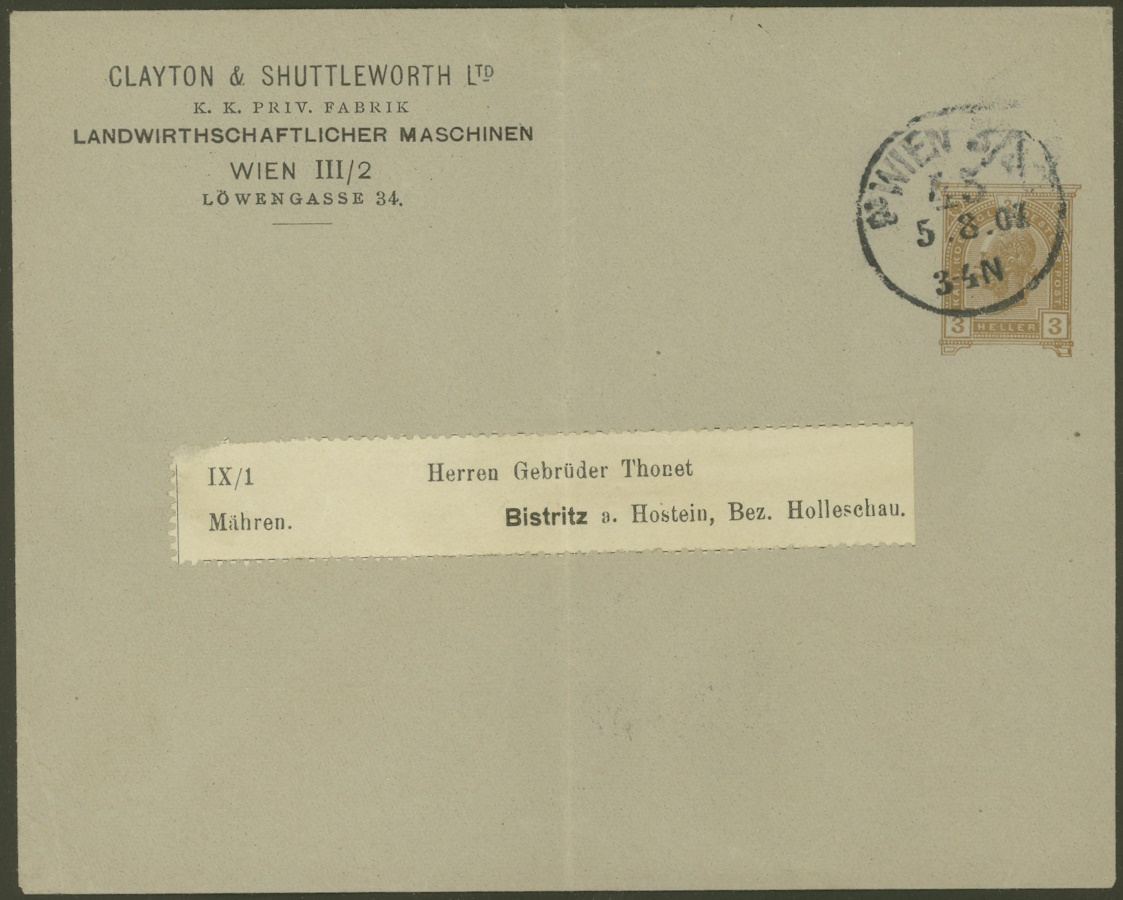 CLAYTON & SHUTTLEWORTH LTD
K. K. PRIV. FABRIK
LANDWIRTHSCHAFTLICHER MASCHINEN
WIEN III/2
LÖWENGASSE 34.
WIEN
5.8.01
3-4N
3 HELLER 3
IX/1 Herren Gebrüder Thonet
Mähren. Bistritz a. Hostein, Bez. Holleschau.